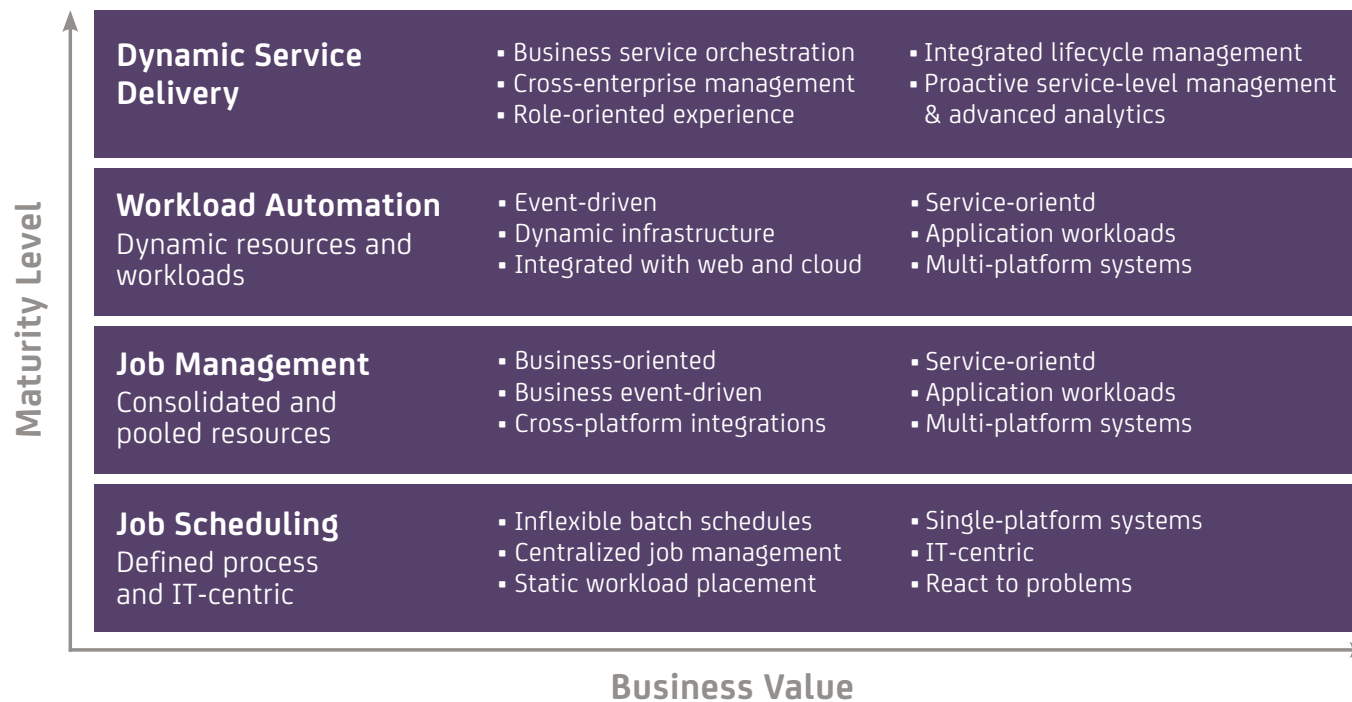 Maturity Level
Dynamic Service
Delivery
▪ Business service orchestration
▪ Cross-enterprise management
▪ Role-oriented experience
▪ Integrated lifecycle management
▪ Proactive service-level management
& advanced analytics
Workload Automation
Dynamic resources and
workloads
▪ Event-driven
▪ Dynamic infrastructure
▪ Integrated with web and cloud
▪ Service-orientd
▪ Application workloads
▪ Multi-platform systems
Job Management
Consolidated and
pooled resources
▪ Business-oriented
▪ Business event-driven
▪ Cross-platform integrations
▪ Service-orientd
▪ Application workloads
▪ Multi-platform systems
Job Scheduling
Defined process
and IT-centric
▪ Inflexible batch schedules
▪ Centralized job management
▪ Static workload placement
▪ Single-platform systems
▪ IT-centric
▪ React to problems
Business Value